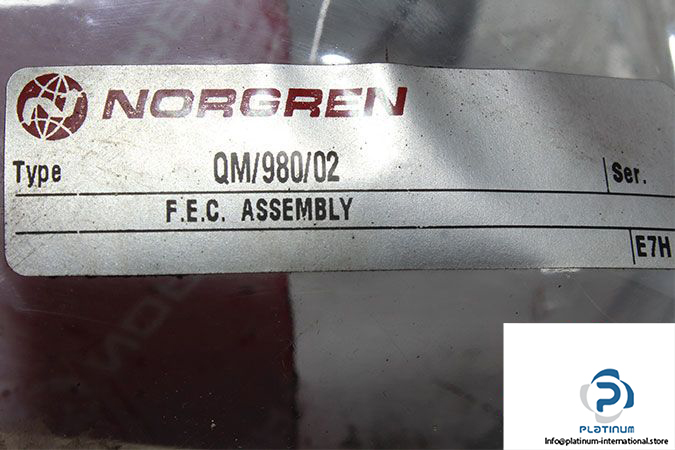 NORGREN
Type QM/980/02 Ser.
F.E.C. ASSEMBLY
E7H
PLATINUM
Info@platinum-international.store